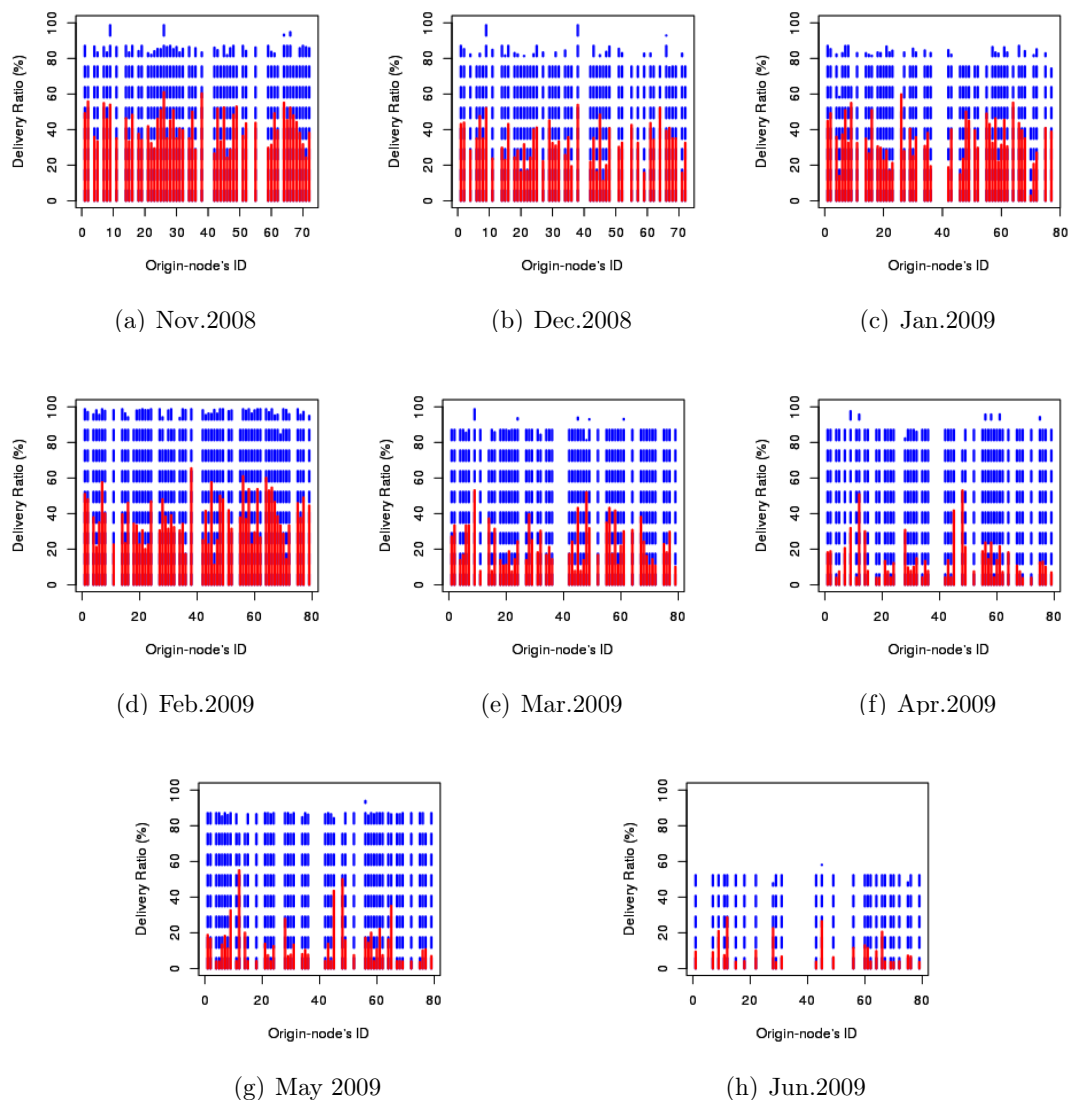 Delivery Ratio (%)
0 20 40 60 80 100
0 10 20 30 40 50 60 70
Origin-node's ID
(a) Nov.2008
Delivery Ratio (%)
0 20 40 60 80 100
0 10 20 30 40 50 60 70
Origin-node's ID
(b) Dec.2008
Delivery Ratio (%)
0 20 40 60 80 100
0 20 40 60 80
Origin-node's ID
(c) Jan.2009
Delivery Ratio (%)
0 20 40 60 80 100
0 20 40 60 80
Origin-node's ID
(d) Feb.2009
Delivery Ratio (%)
0 20 40 60 80 100
0 20 40 60 80
Origin-node's ID
(e) Mar.2009
Delivery Ratio (%)
0 20 40 60 80 100
0 20 40 60 80
Origin-node's ID
(f) Apr.2009
Delivery Ratio (%)
0 20 40 60 80 100
0 20 40 60 80
Origin-node's ID
(g) May 2009
Delivery Ratio (%)
0 20 40 60 80 100
0 20 40 60 80
Origin-node's ID
(h) Jun.2009